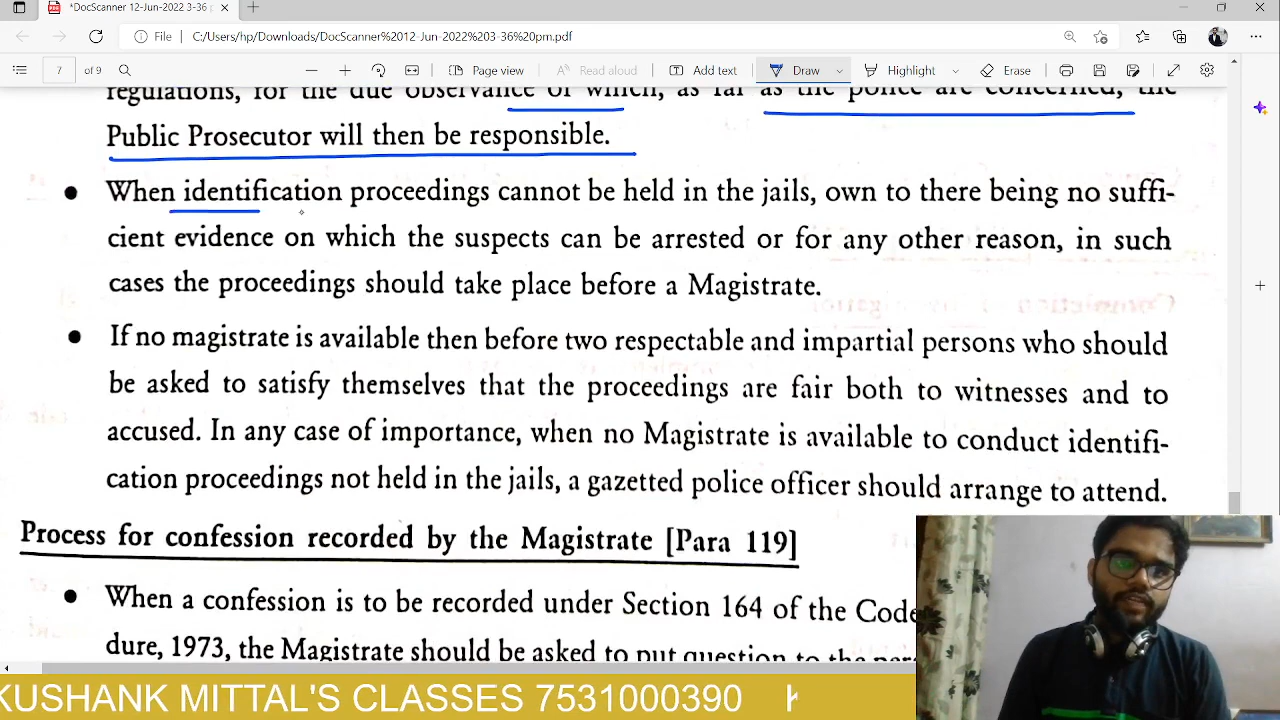 *DocScanner 12-Jun-2022 3-36
File C:/Users/hp/Downloads/DocScanner%2012-Jun-2022%203-36%20pm.pdf
7 of 9 Page view Read aloud Add text Draw Highlight Erase
regulations, for the due observance of which, as far as the police are concerned, the
Public Prosecutor will then be responsible.
● When identification proceedings cannot be held in the jails, own to there being no suffi-
cient evidence on which the suspects can be arrested or for any other reason, in such
cases the proceedings should take place before a Magistrate.
● If no magistrate is available then before two respectable and impartial persons who should
be asked to satisfy themselves that the proceedings are fair both to witnesses and to
accused. In any case of importance, when no Magistrate is available to conduct identifi-
cation proceedings not held in the jails, a gazetted police officer should arrange to attend.
Process for confession recorded by the Magistrate [Para 119]
● When a confession is to be recorded under Section 164 of the Code
dure, 1973, the Magistrate should be asked to put question to the
KUSHANK MITTAL'S CLASSES 7531000390